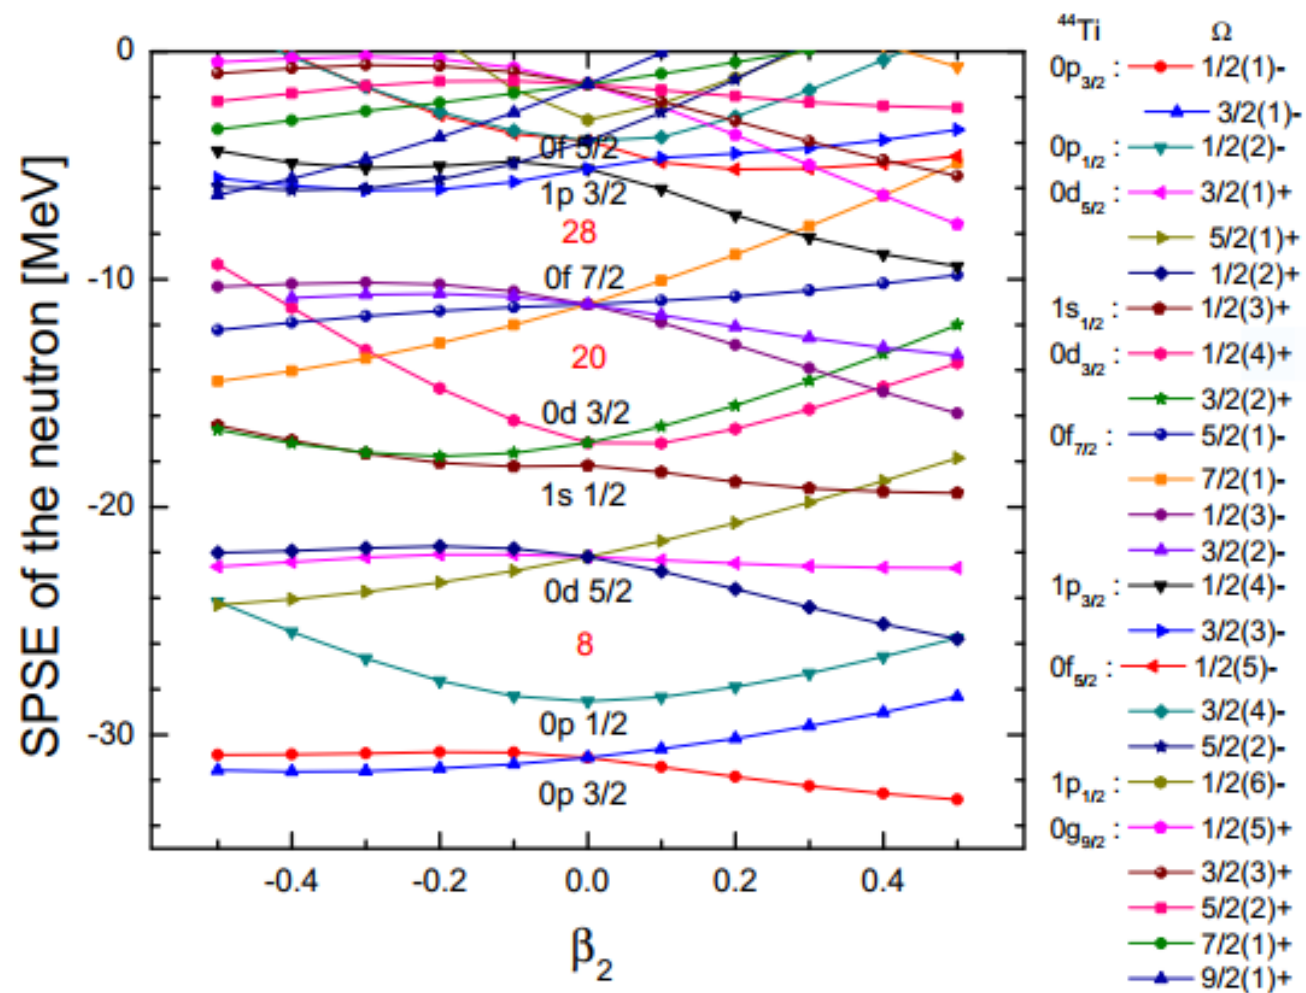 SPSE of the neutron [MeV]
0
-10
-20
-30
-0.4
-0.2
0.0
0.2
0.4
β₂
0f 5/2
1p 3/2
28
0f 7/2
20
0d 3/2
1s 1/2
0d 5/2
8
0p 1/2
0p 3/2
⁴⁴Ti Ω
0p₃/₂ : 1/2(1)-
3/2(1)-
0p₁/₂ : 1/2(2)-
0d₅/₂ : 3/2(1)+
5/2(1)+
1/2(2)+
1s₁/₂ : 1/2(3)+
0d₃/₂ : 1/2(4)+
3/2(2)+
0f₇/₂ : 5/2(1)-
7/2(1)-
1/2(3)-
3/2(2)-
1p₃/₂ : 1/2(4)-
3/2(3)-
0f₅/₂ : 1/2(5)-
3/2(4)-
5/2(2)-
1p₁/₂ : 1/2(6)-
0g₉/₂ : 1/2(5)+
3/2(3)+
5/2(2)+
7/2(1)+
9/2(1)+